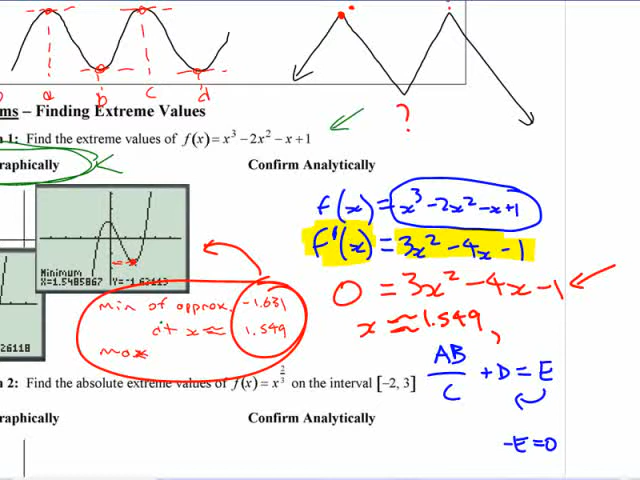 a b c d
?
ms – Finding Extreme Values
n 1: Find the extreme values of f(x) = x³ − 2x² − x + 1
raphically
Confirm Analytically
f(x) = x³ − 2x² − x + 1
f'(x) = 3x² − 4x − 1
0 = 3x² − 4x − 1
x ≈ 1.549,
Minimum
X=1.5485867 Y=-1.63113
min of approx. -1.631
at x ≈ 1.549
max
26118
AB/C + D = E
-E = 0
n 2: Find the absolute extreme values of f(x) = x^(2/3) on the interval [−2, 3]
raphically
Confirm Analytically